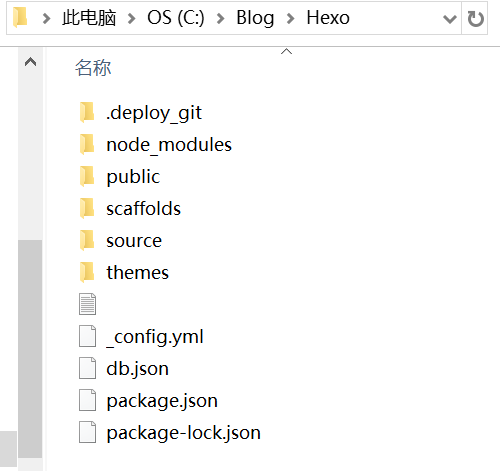 此电脑 OS (C:) Blog Hexo
名称
.deploy_git
node_modules
public
scaffolds
source
themes
_config.yml
db.json
package.json
package-lock.json